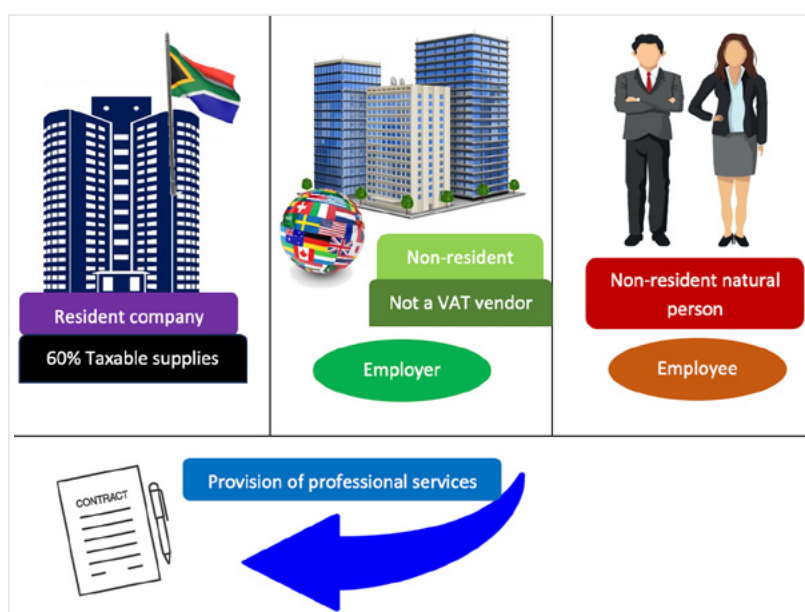 Resident company
60% Taxable supplies
Non-resident
Not a VAT vendor
Employer
Non-resident natural
person
Employee
Provision of professional services
CONTRACT